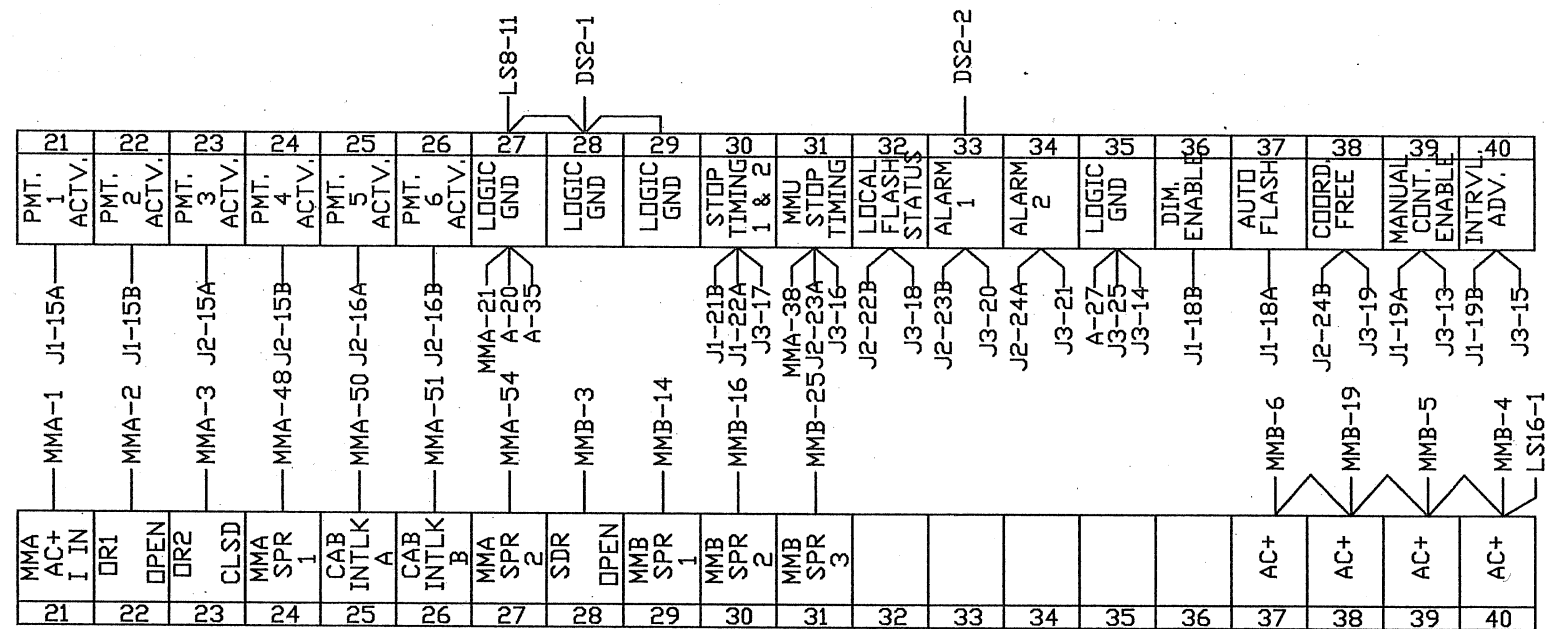 LS8-11
DS2-1
DS2-2
21 22 23 24 25 26 27 28 29 30 31 32 33 34 35 36 37 38 39 40
PMT. 1 ACTV.
PMT. 2 ACTV.
PMT. 3 ACTV.
PMT. 4 ACTV.
PMT. 5 ACTV.
PMT. 6 ACTV.
LOGIC GND
LOGIC GND
LOGIC GND
STOP TIMING 1 & 2
MMU STOP TIMING
LOCAL FLASH STATUS
ALARM 1
ALARM 2
LOGIC GND
DIM. ENABLE
AUTO FLASH
COORD. FREE
MANUAL CONT. ENABLE
INTRVL. ADV.
J1-15A
J1-15B
J2-15A
J2-15B
J2-16A
J2-16B
MMA-21
A-20
A-35
J1-21B
J1-22A
J3-17
MMA-38
J2-23A
J3-16
J2-22B
J3-18
J2-23B
J3-20
J2-24A
J3-21
A-27
J3-25
J3-14
J1-18B
J1-18A
J2-24B
J3-19
J1-19A
J3-13
J1-19B
J3-15
MMA-1
MMA-2
MMA-3
MMA-48
MMA-50
MMA-51
MMA-54
MMB-3
MMB-14
MMB-16
MMB-25
MMB-6
MMB-19
MMB-5
MMB-4
LS16-1
MMA AC+ I IN
OR1 OPEN
OR2 CLSD
MMA SPR 1
CAB INTLK A
CAB INTLK B
MMA SPR 2
SDR OPEN
MMB SPR 1
MMB SPR 2
MMB SPR 3
AC+
AC+
AC+
AC+
21 22 23 24 25 26 27 28 29 30 31 32 33 34 35 36 37 38 39 40